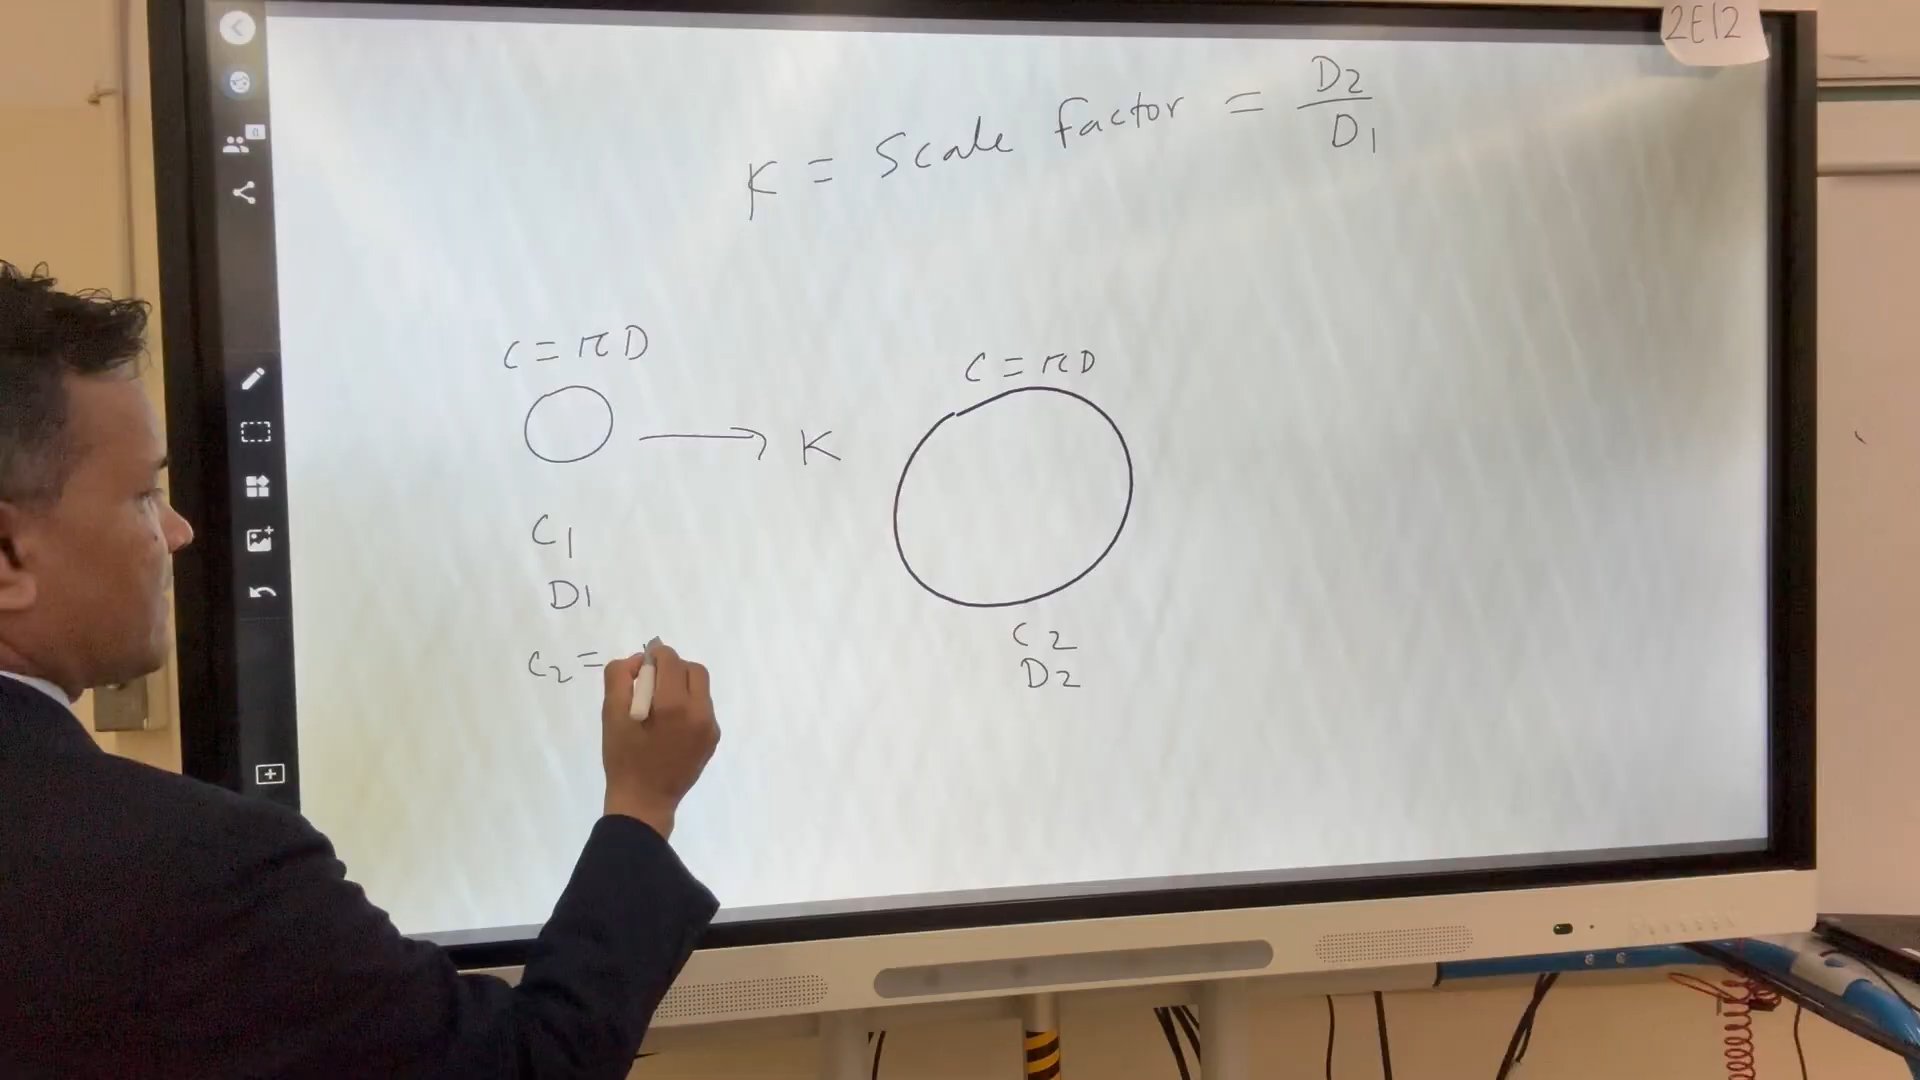 2E12
K = Scale factor = D2/D1
C = πD
C = πD
K
C1
D1
C2
D2
C2 =